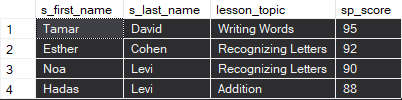 s_first_name s_last_name lesson_topic sp_score
1 Tamar David Writing Words 95
2 Esther Cohen Recognizing Letters 92
3 Noa Levi Recognizing Letters 90
4 Hadas Levi Addition 88